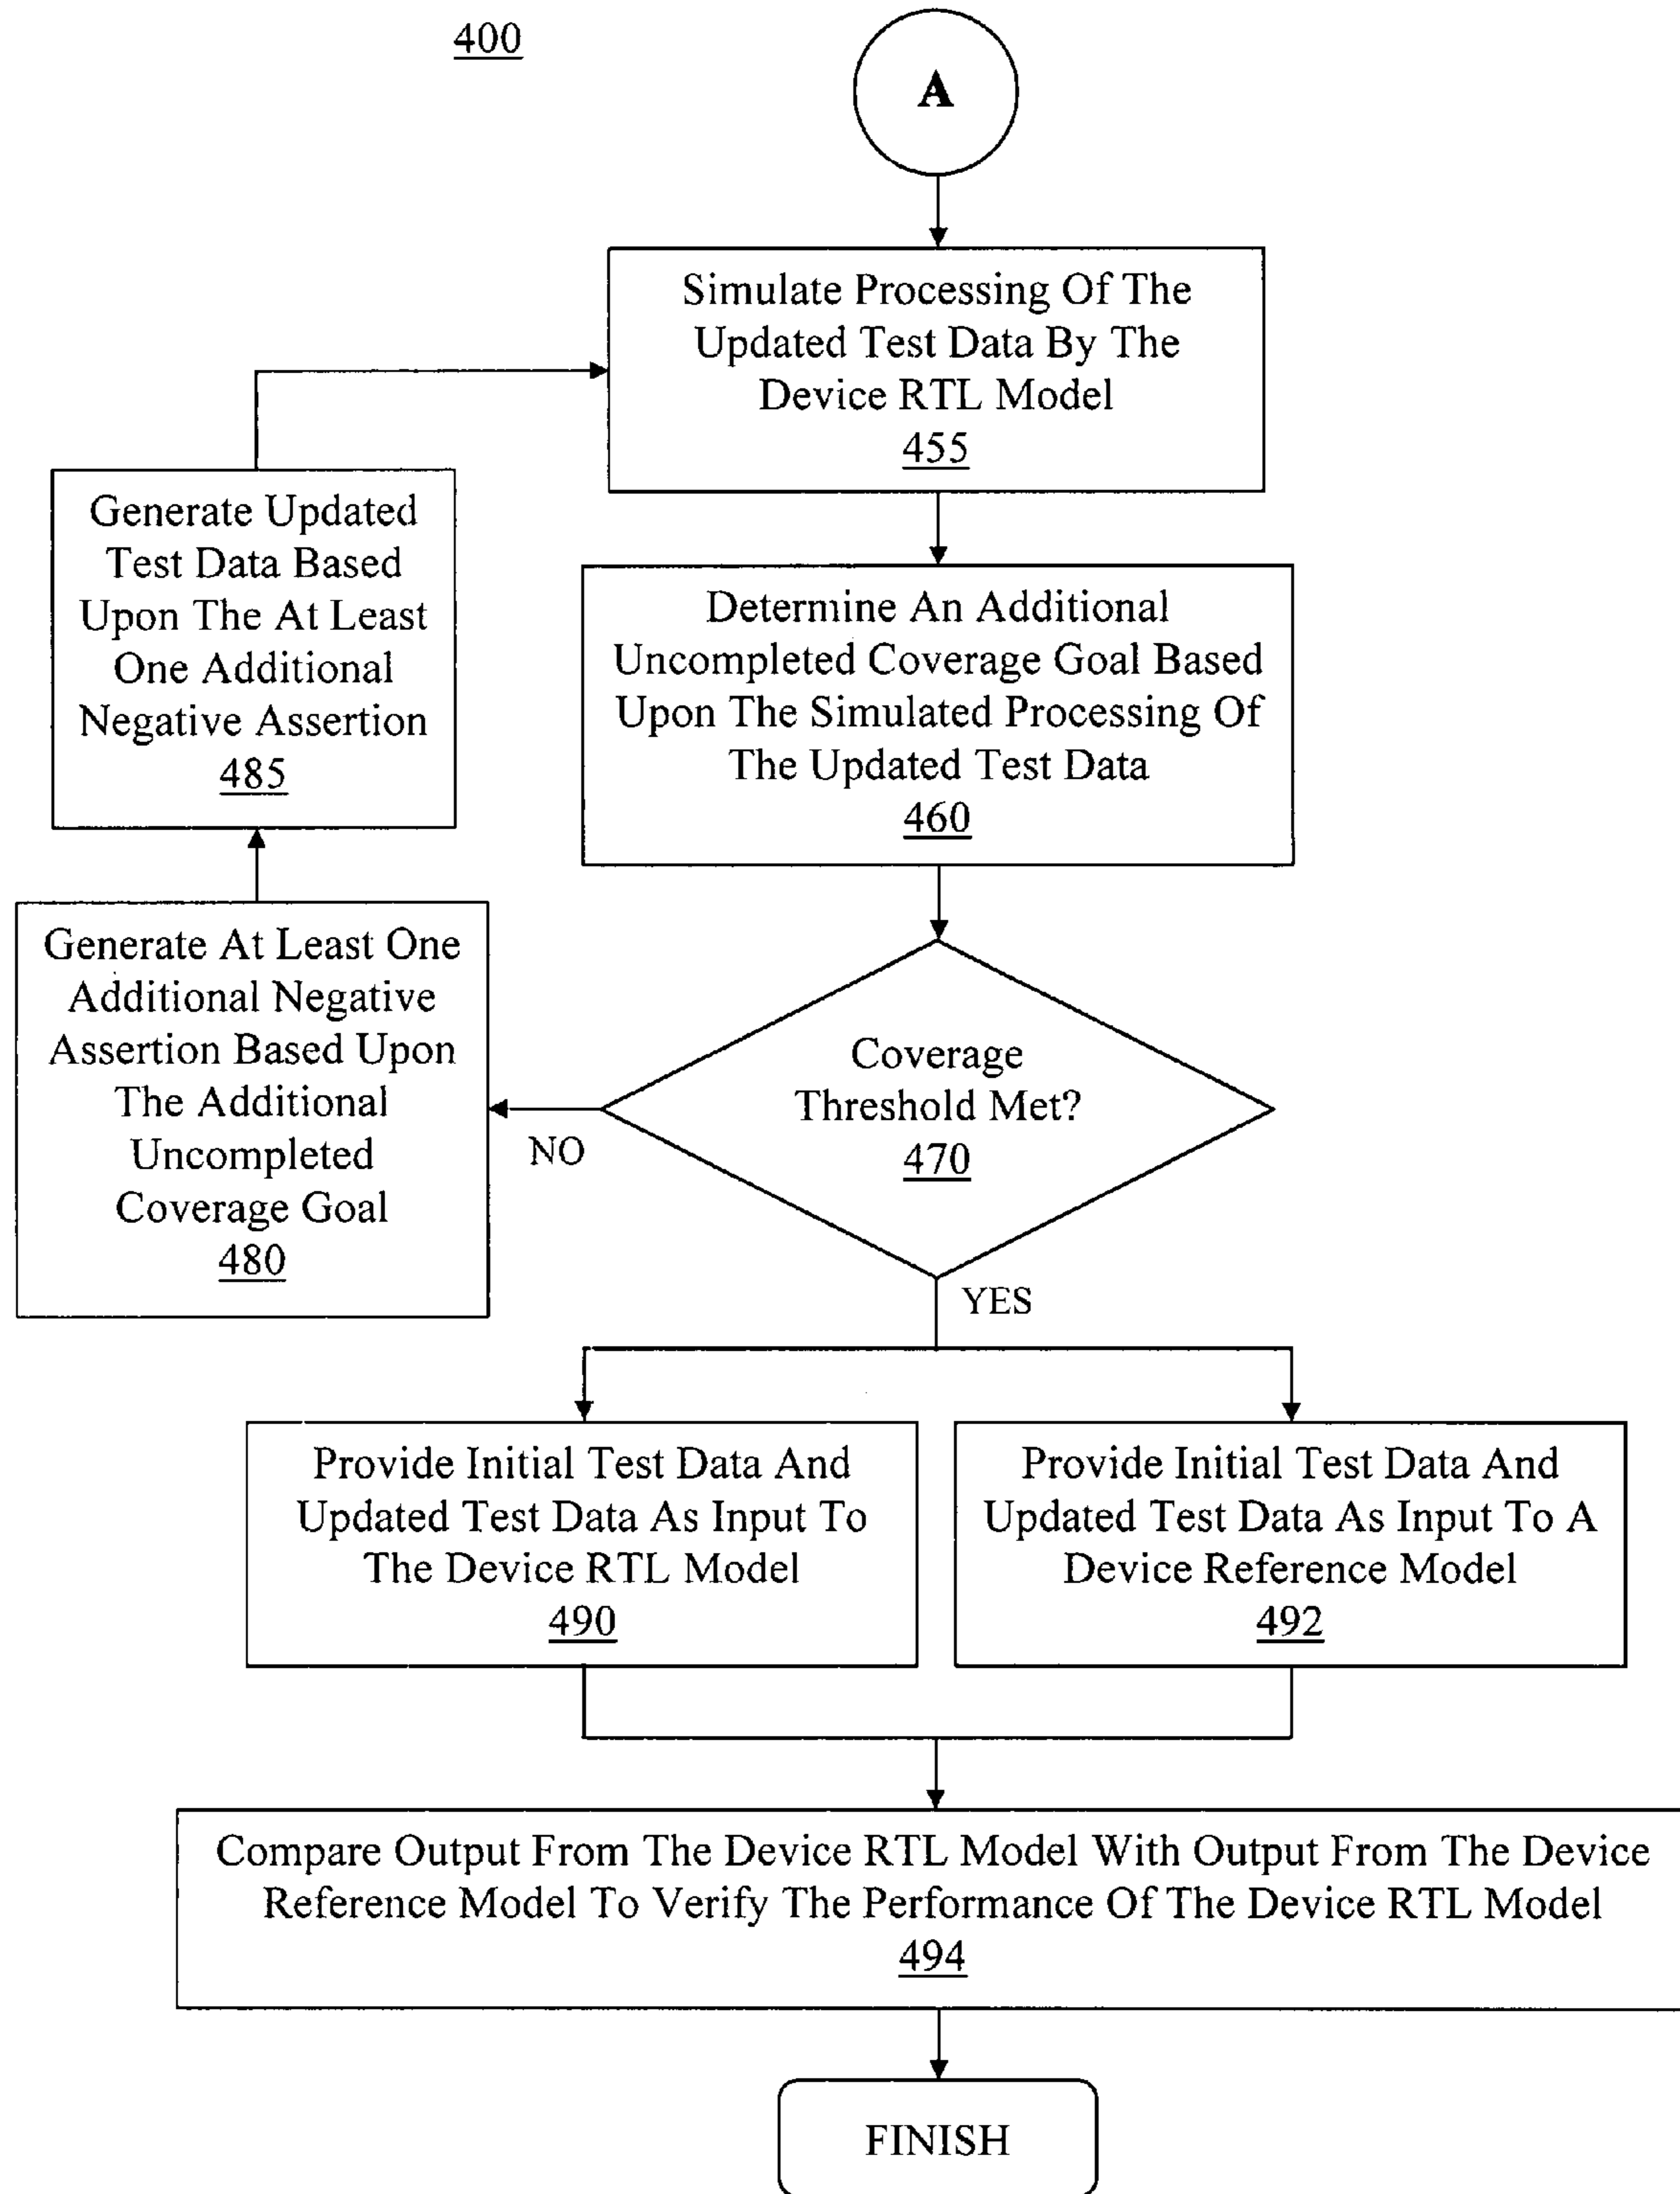 400
A
Simulate Processing Of The
Updated Test Data By The
Device RTL Model
455
Generate Updated
Test Data Based
Upon The At Least
One Additional
Negative Assertion
485
Determine An Additional
Uncompleted Coverage Goal Based
Upon The Simulated Processing Of
The Updated Test Data
460
Generate At Least One
Additional Negative
Assertion Based Upon
The Additional
Uncompleted
Coverage Goal
480
Coverage
Threshold Met?
470
NO
YES
Provide Initial Test Data And
Updated Test Data As Input To
The Device RTL Model
490
Provide Initial Test Data And
Updated Test Data As Input To A
Device Reference Model
492
Compare Output From The Device RTL Model With Output From The Device
Reference Model To Verify The Performance Of The Device RTL Model
494
FINISH